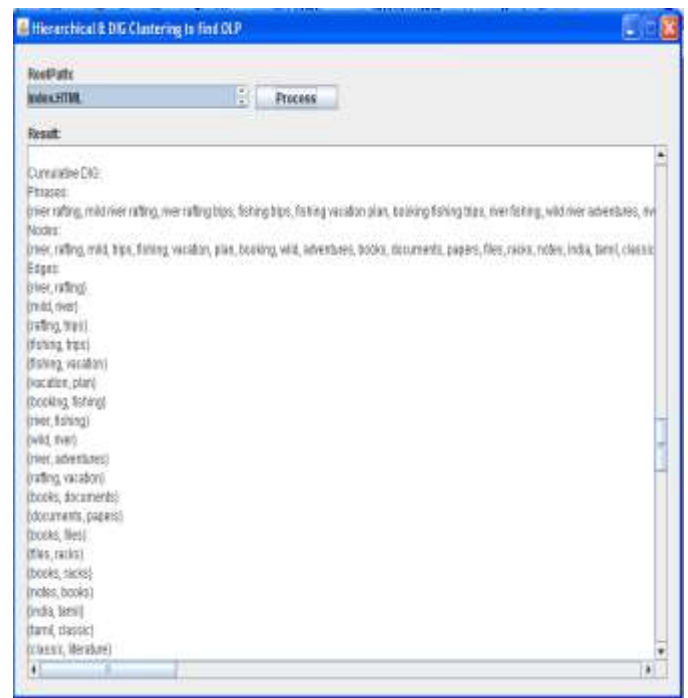 Hierarchical & DIG Clustering to find OLP
RootPath:
index.HTML
Process
Result:
Cumulative DIG:
Phrases:
{river rafting, mild river rafting, river rafting trips, fishing trips, fishing vacation plan, booking fishing trips, river fishing, wild river adventures, riv
Nodes:
{river, rafting, mild, trips, fishing, vacation, plan, booking, wild, adventures, books, documents, papers, files, racks, notes, india, tamil, classic
Edges:
(river, rafting)
(mild, river)
(rafting, trips)
(fishing, trips)
(fishing, vacation)
(vacation, plan)
(booking, fishing)
(river, fishing)
(wild, river)
(river, adventures)
(rafting, vacation)
(books, documents)
(documents, papers)
(books, files)
(files, racks)
(books, racks)
(notes, books)
(india, tamil)
(tamil, classic)
(classic, literature)